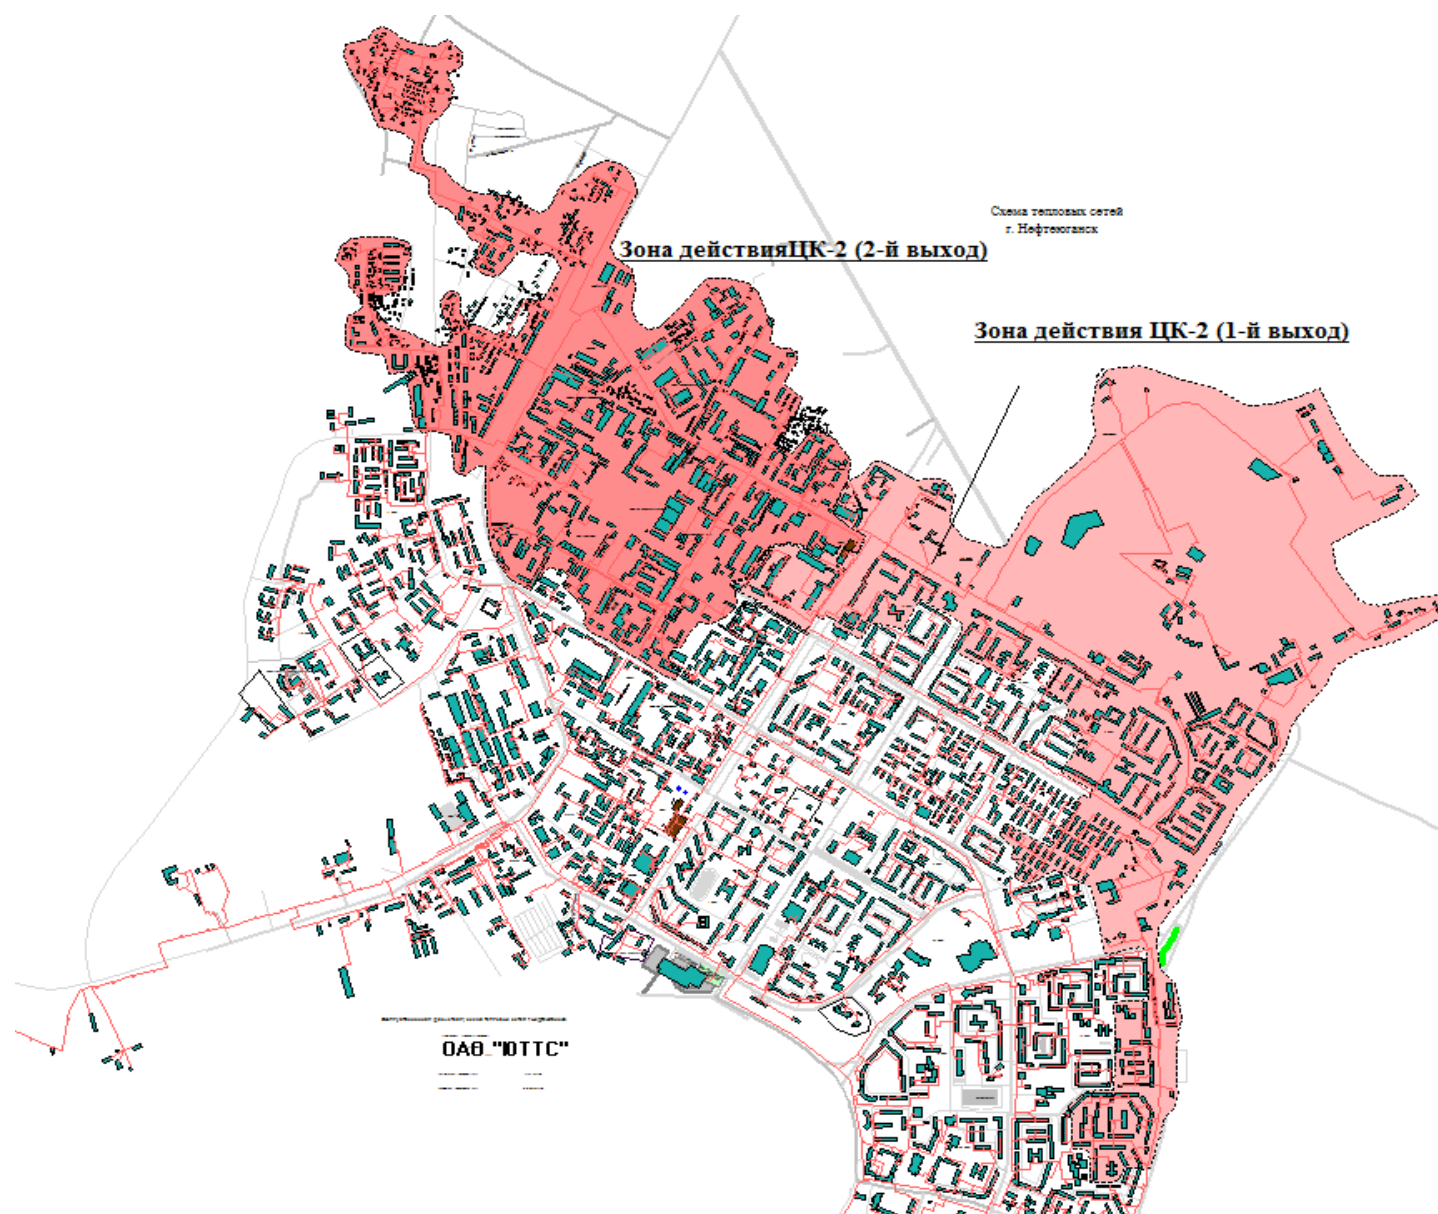 Схема тепловых сетей
г. Нефтеюганск
Зона действияЦК-2 (2-й выход)
Зона действия ЦК-2 (1-й выход)
ОАО "ЮТТС"